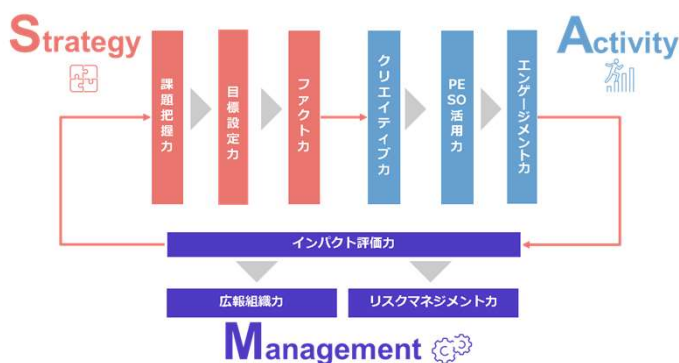 Strategy
Activity
課題把握力
目標設定力
ファクト力
クリエイティブ力
PESO活用力
エンゲージメント力
インパクト評価力
広報組織力
リスクマネジメント力
Management